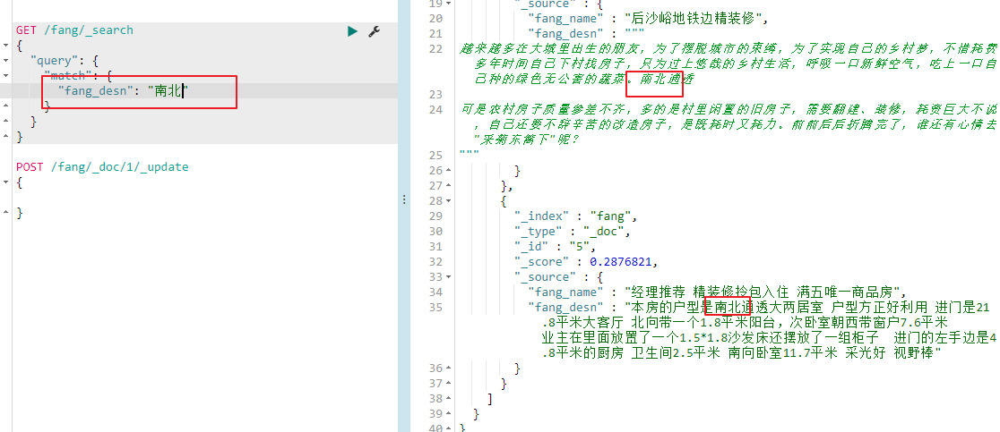 GET /fang/_search
{
"query": {
"match": {
"fang_desn": "南北"
}
}
}
POST /fang/_doc/1/_update
{
}
19 "_source" : {
20 "fang_name" : "后沙峪地铁边精装修",
21 "fang_desn" : """
22 越来越多在大城里出生的朋友，为了摆脱城市的束缚，为了实现自己的乡村梦，不惜耗费
多年时间自己下村找房子，只为过上悠哉的乡村生活，呼吸一口新鲜空气，吃上一口自
己种的绿色无公害的蔬菜。南北通透
23
24 可是农村房子质量参差不齐，多的是村里闲置的旧房子，需要翻建、装修，耗资巨大不说
，自己还要不辞辛苦的改造房子，是既耗时又耗力。前前后后折腾完了，谁还有心情去
"采菊东篱下"呢？
25 """
26 }
27 },
28 {
29 "_index" : "fang",
30 "_type" : "_doc",
31 "_id" : "5",
32 "_score" : 0.2876821,
33 "_source" : {
34 "fang_name" : "经理推荐 精装修拎包入住 满五唯一商品房",
35 "fang_desn" : "本房的户型是南北通透大两居室 户型方正好利用 进门是21
.8平米大客厅 北向带一个1.8平米阳台，次卧室朝西带窗户7.6平米
业主在里面放置了一个1.5*1.8沙发床还摆放了一组柜子 进门的左手边是4
.8平米的厨房 卫生间2.5平米 南向卧室11.7平米 采光好 视野棒"
36 }
37 }
38 ]
39 }
40 }